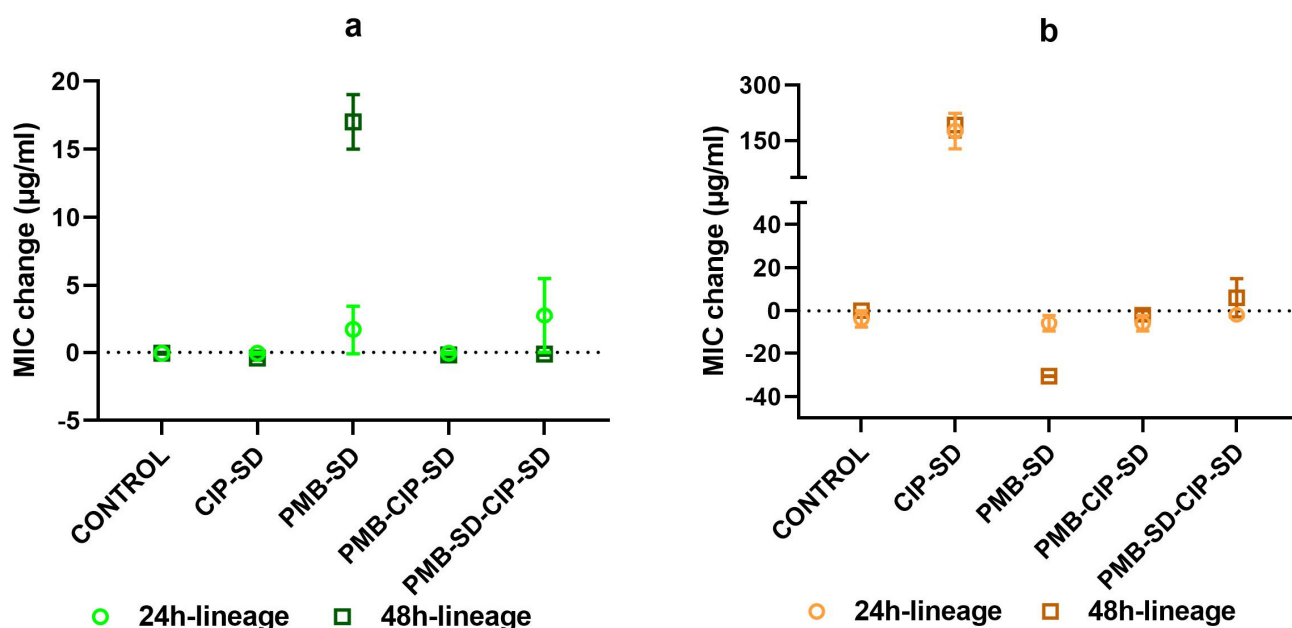 a
MIC change (µg/ml)
20
15
10
5
0
-5
CONTROL
CIP-SD
PMB-SD
PMB-CIP-SD
PMB-SD-CIP-SD
24h-lineage
48h-lineage
b
MIC change (µg/ml)
300
150
40
20
0
-20
-40
CONTROL
CIP-SD
PMB-SD
PMB-CIP-SD
PMB-SD-CIP-SD
24h-lineage
48h-lineage